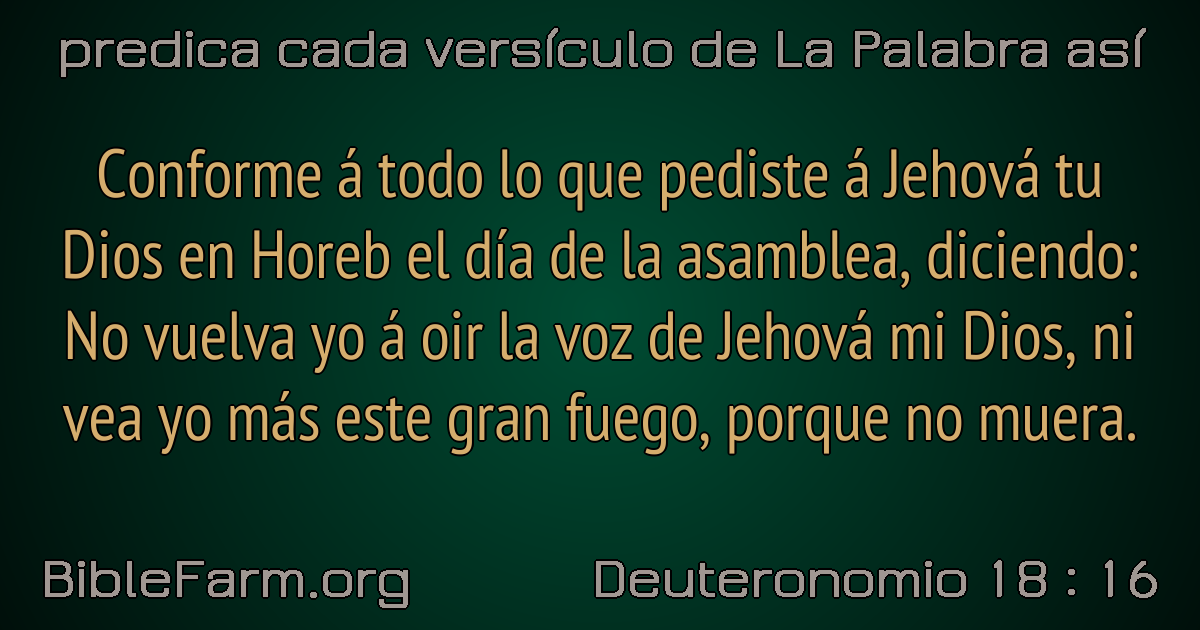 predica cada versículo de La Palabra así
Conforme á todo lo que pediste á Jehová tu
Dios en Horeb el día de la asamblea, diciendo:
No vuelva yo á oir la voz de Jehová mi Dios, ni
vea yo más este gran fuego, porque no muera.
BibleFarm.org Deuteronomio 18 : 16